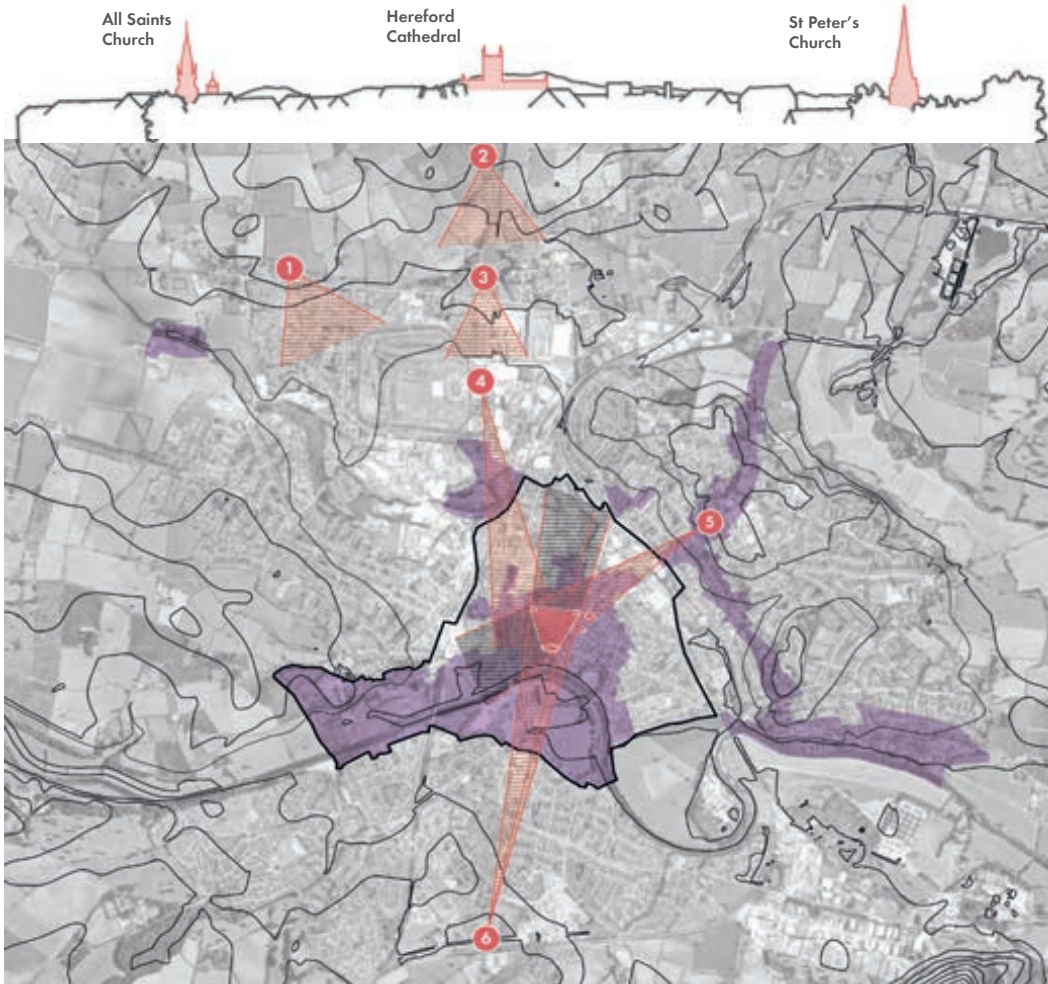 All Saints
Church
Hereford
Cathedral
St Peter's
Church
2
1
3
4
5
6